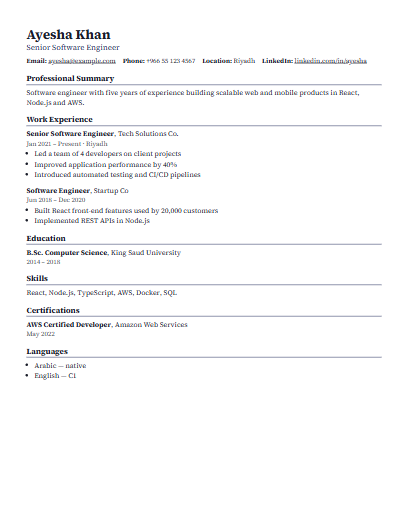 Ayesha Khan
Senior Software Engineer
Email: ayesha@example.com Phone: +966 55 123 4567 Location: Riyadh LinkedIn: linkedin.com/in/ayesha
Professional Summary
Software engineer with five years of experience building scalable web and mobile products in React,
Node.js and AWS.
Work Experience
Senior Software Engineer, Tech Solutions Co.
Jan 2021 – Present · Riyadh
• Led a team of 4 developers on client projects
• Improved application performance by 40%
• Introduced automated testing and CI/CD pipelines
Software Engineer, Startup Co
Jun 2018 – Dec 2020
• Built React front-end features used by 20,000 customers
• Implemented REST APIs in Node.js
Education
B.Sc. Computer Science, King Saud University
2014 – 2018
Skills
React, Node.js, TypeScript, AWS, Docker, SQL
Certifications
AWS Certified Developer, Amazon Web Services
May 2022
Languages
• Arabic — native
• English — C1